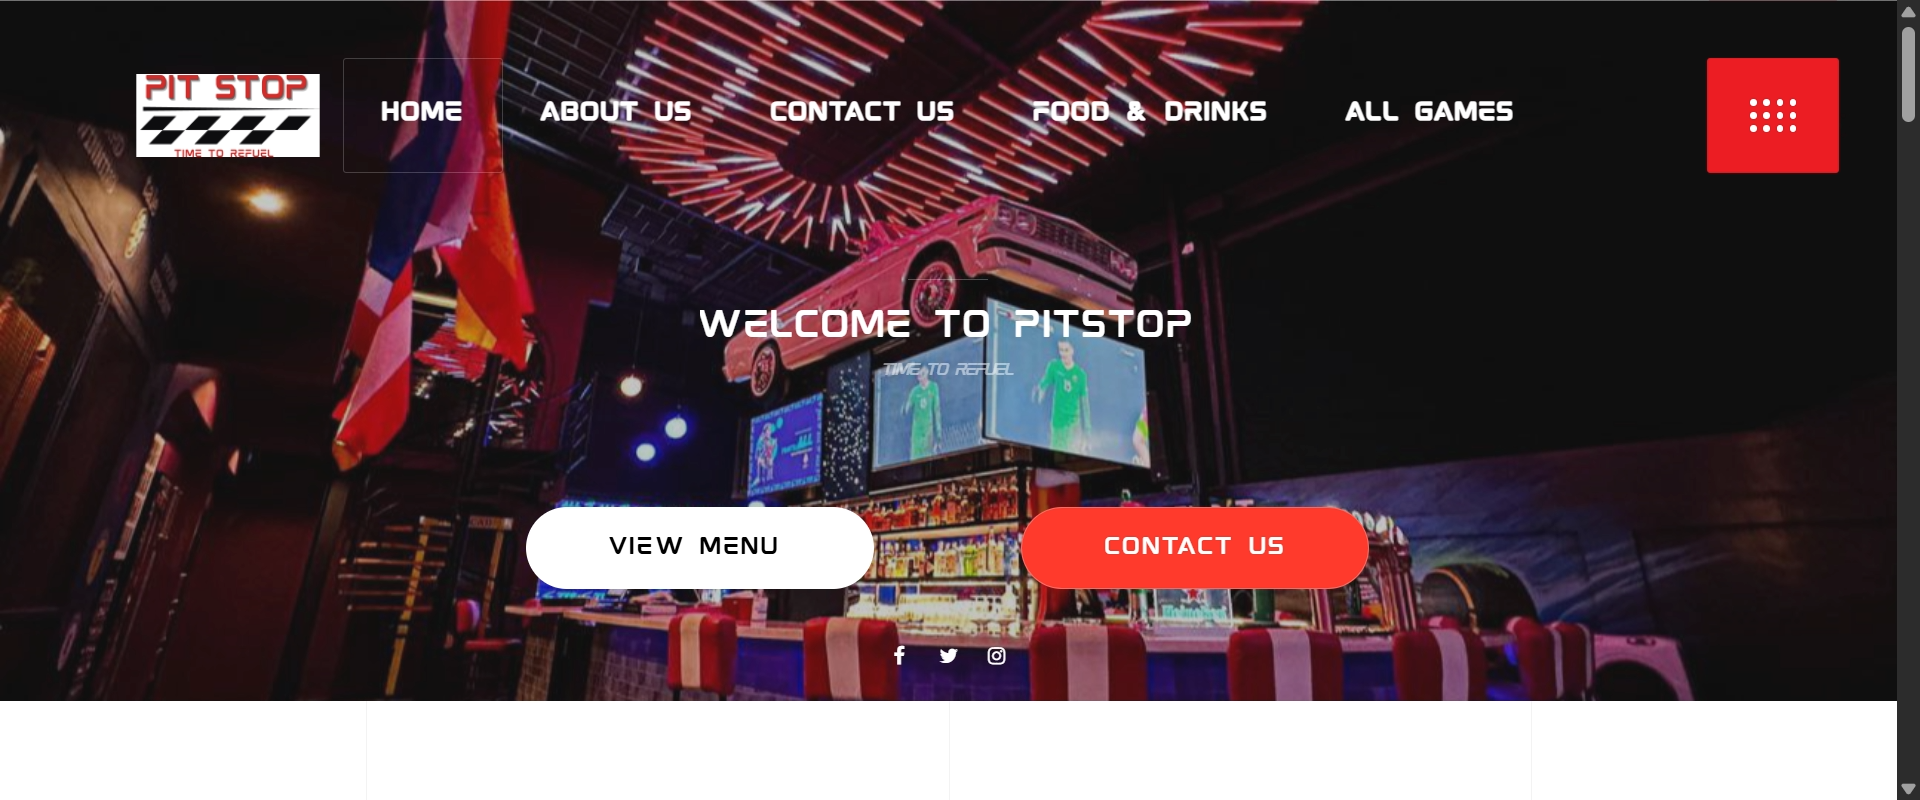 PIT STOP
TIME TO REFUEL
HOME
ABOUT US
CONTACT US
FOOD & DRINKS
ALL GAMES
WELCOME TO PITSTOP
TIME TO REFUEL
VIEW MENU
CONTACT US
Heineken